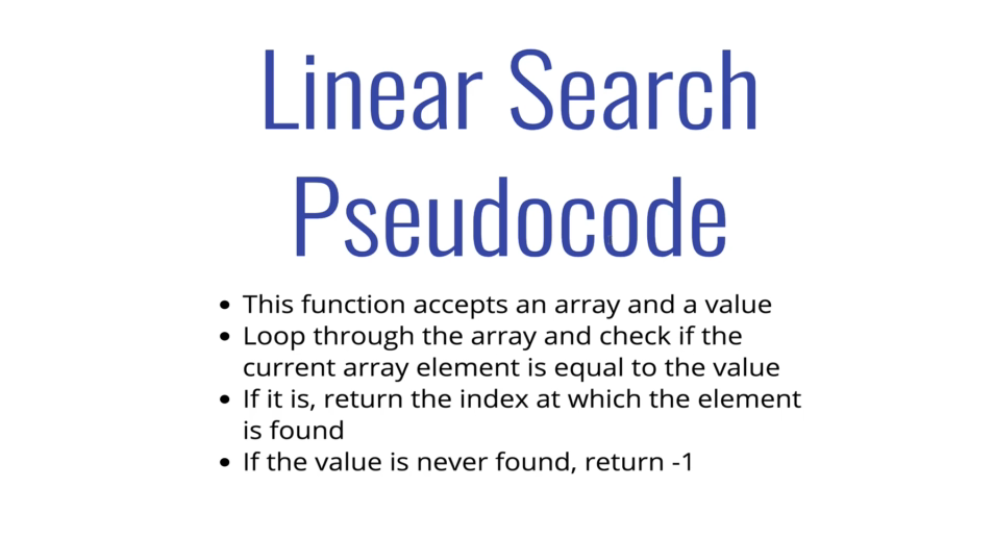 Linear Search
Pseudocode
• This function accepts an array and a value
• Loop through the array and check if the
current array element is equal to the value
• If it is, return the index at which the element
is found
• If the value is never found, return -1